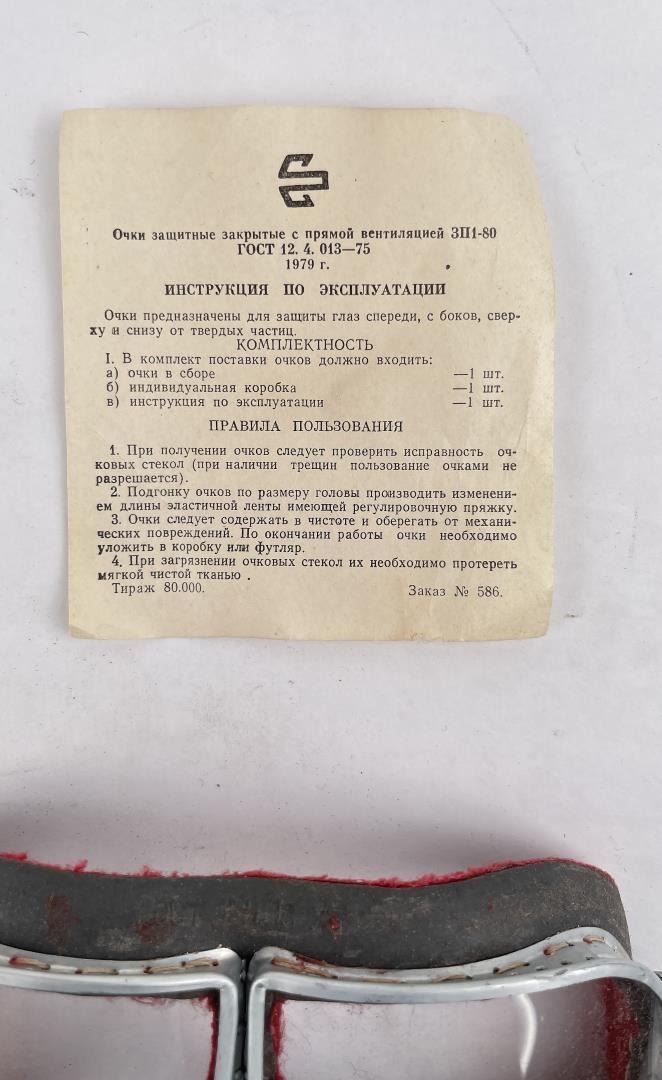 Очки защитные закрытые с прямой вентиляцией ЗП1-80
ГОСТ 12. 4. 013—75
1979 г.
ИНСТРУКЦИЯ ПО ЭКСПЛУАТАЦИИ
Очки предназначены для защиты глаз спереди, с боков, свер-
ху и снизу от твердых частиц.
КОМПЛЕКТНОСТЬ
I. В комплект поставки очков должно входить:
а) очки в сборе —1 шт.
б) индивидуальная коробка —1 шт.
в) инструкция по эксплуатации —1 шт.
ПРАВИЛА ПОЛЬЗОВАНИЯ
1. При получении очков следует проверить исправность оч-
ковых стекол (при наличии трещин пользование очками не
разрешается).
2. Подгонку очков по размеру головы производить изменени-
ем длины эластичной ленты имеющей регулировочную пряжку.
3. Очки следует содержать в чистоте и оберегать от механи-
ческих повреждений. По окончании работы очки необходимо
уложить в коробку или футляр.
4. При загрязнении очковых стекол их необходимо протереть
мягкой чистой тканью .
Тираж 80.000. Заказ № 586.